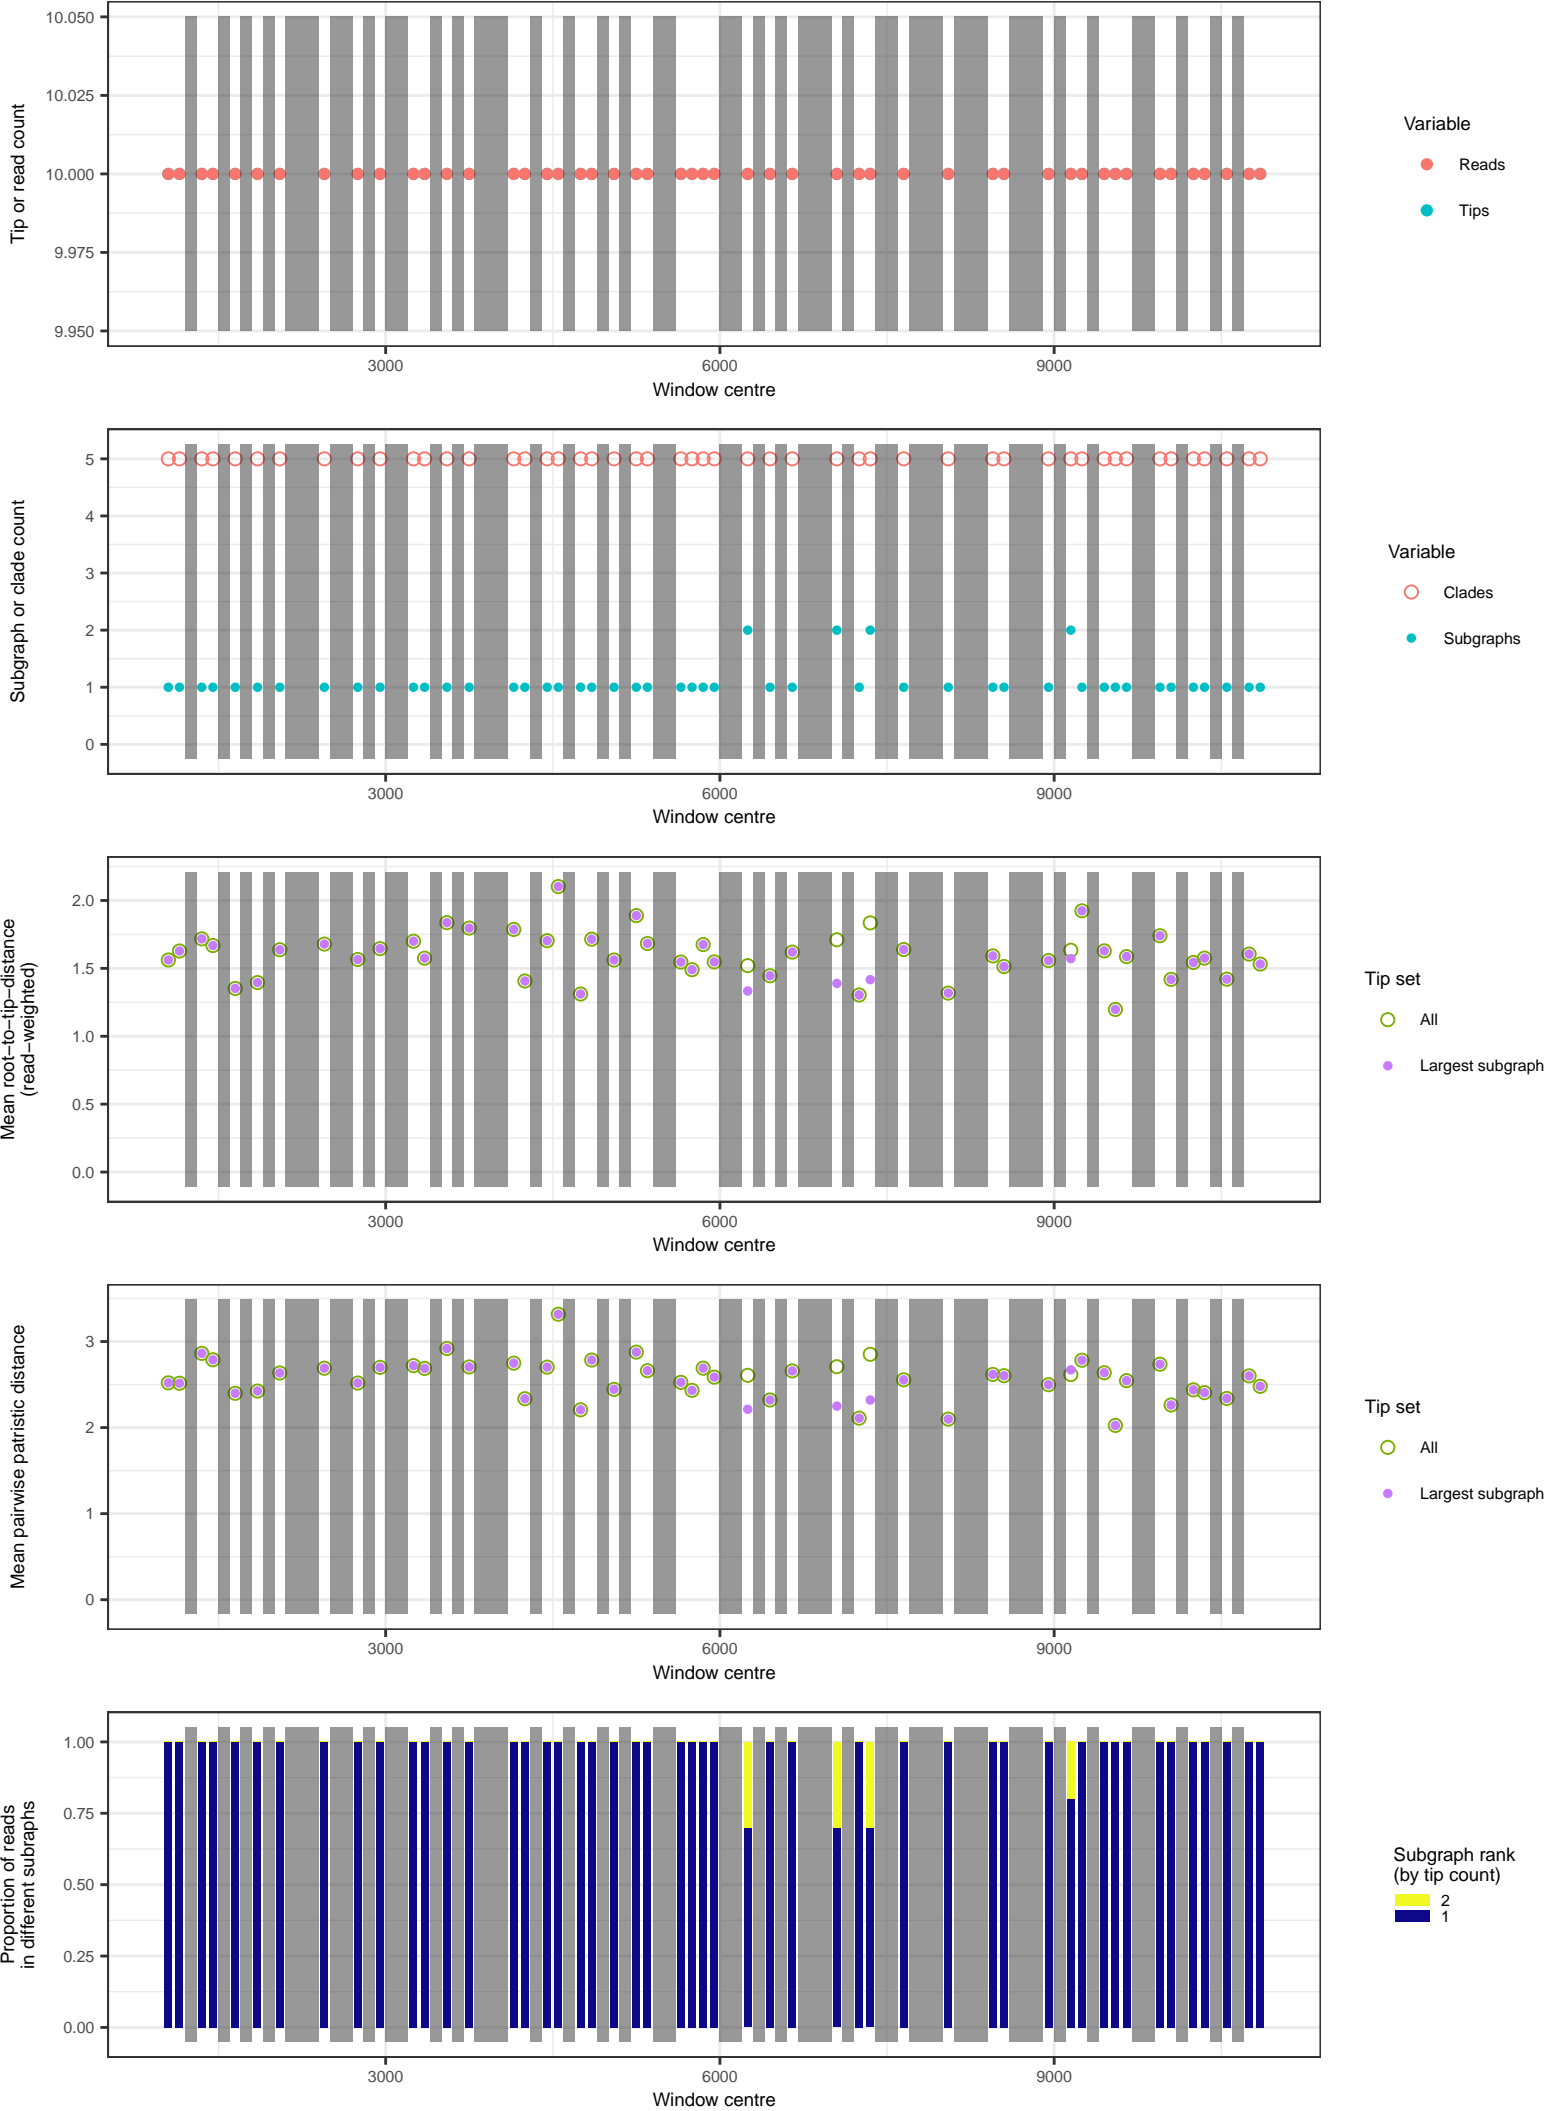 10.050
10.025
10.000
9.975
9.950
Tip or read count
3000
6000
9000
Window centre
Variable
Reads
Tips
5
4
3
2
1
0
Subgraph or clade count
3000
6000
9000
Window centre
Variable
Clades
Subgraphs
2.0
1.5
1.0
0.5
0.0
Mean root−to−tip−distance
(read−weighted)
3000
6000
9000
Window centre
Tip set
All
Largest subgraph
3
2
1
0
Mean pairwise patristic distance
3000
6000
9000
Window centre
Tip set
All
Largest subgraph
1.00
0.75
0.50
0.25
0.00
Proportion of reads
in different subraphs
3000
6000
9000
Window centre
Subgraph rank
(by tip count)
2
1